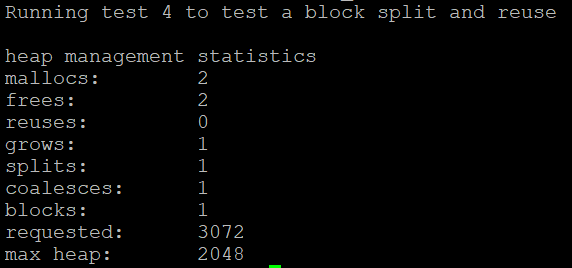 Running test 4 to test a block split and reuse
heap management statistics
mallocs: 2
frees: 2
reuses: 0
grows: 1
splits: 1
coalesces: 1
blocks: 1
requested: 3072
max heap: 2048